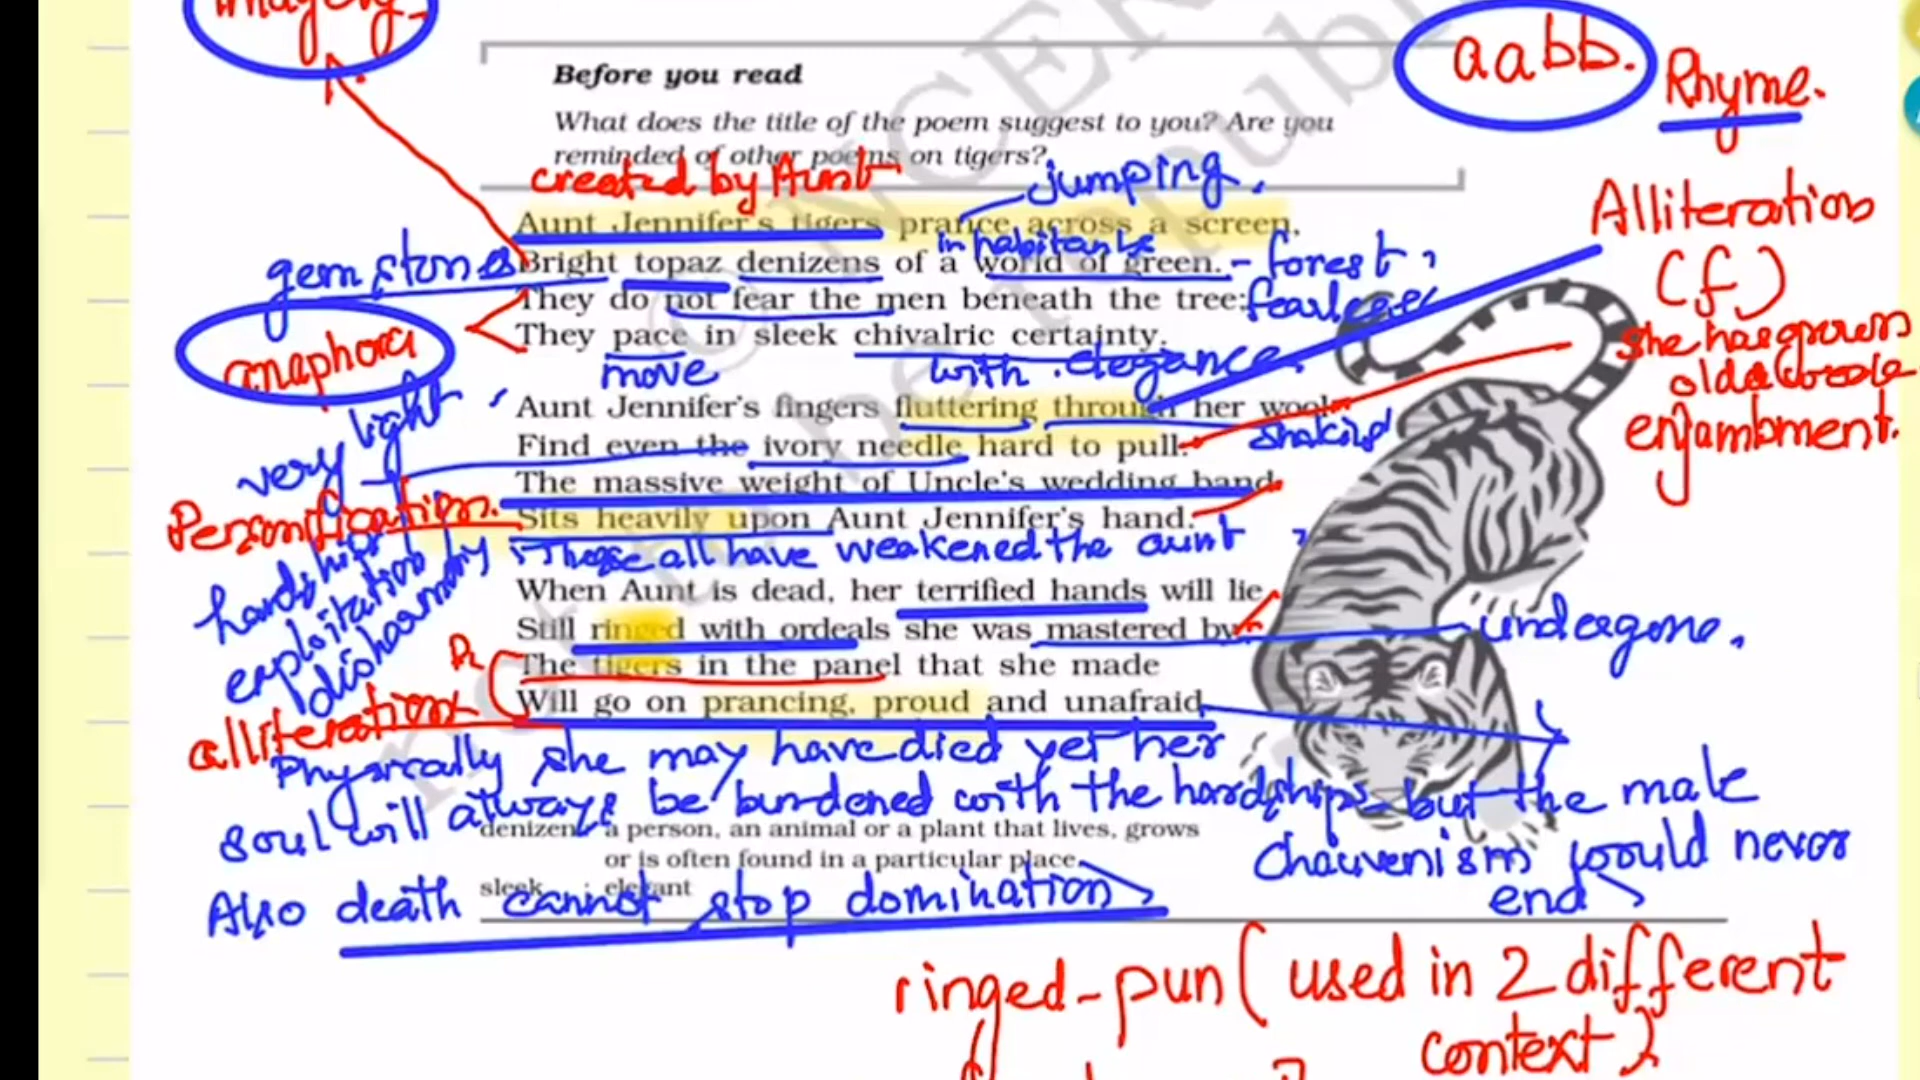 imagery
aabb. Rhyme.
Before you read
What does the title of the poem suggest to you? Are you
reminded of other poems on tigers?
created by Aunt
jumping.
Aunt Jennifer's tigers prance across a screen,
inhabitants
gem stones Bright topaz denizens of a world of green. - forest
They do not fear the men beneath the tree; fearless
anaphora They pace in sleek chivalric certainty.
move with elegance.
Alliteration
(f)
she has grown
old & weak
enjambment.
Aunt Jennifer's fingers fluttering through her wool
shaking
very light
Find even the ivory needle hard to pull.
The massive weight of Uncle's wedding band
Personification. Sits heavily upon Aunt Jennifer's hand.
These all have weakened the aunt
hardship
exploitation
disharmony
When Aunt is dead, her terrified hands will lie
Still ringed with ordeals she was mastered by. undergone.
The tigers in the panel that she made
Will go on prancing, proud and unafraid.
alliteration
Physically she may have died yet her
soul will always be burdened with the hardships but the male
chauvenism would never
end
denizen : a person, an animal or a plant that lives, grows
or is often found in a particular place.
sleek : elegant
Also death cannot stop domination
ringed - pun (used in 2 different
context)